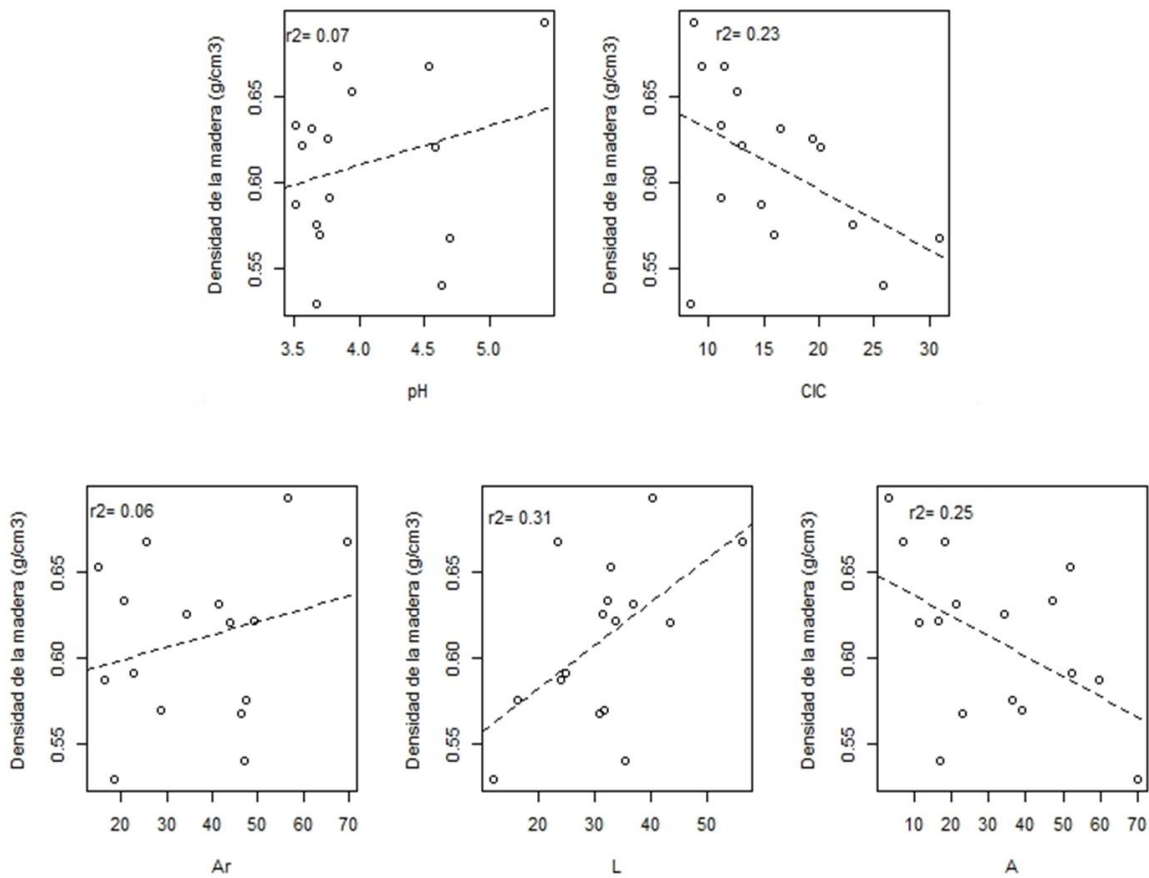 r2= 0.07
Densidad de la madera (g/cm3)
0.65
0.60
0.55
3.5 4.0 4.5 5.0
pH
r2= 0.23
Densidad de la madera (g/cm3)
0.65
0.60
0.55
10 15 20 25 30
CIC
r2= 0.06
Densidad de la madera (g/cm3)
0.65
0.60
0.55
20 30 40 50 60 70
Ar
r2= 0.31
Densidad de la madera (g/cm3)
0.65
0.60
0.55
20 30 40 50
L
r2= 0.25
Densidad de la madera (g/cm3)
0.65
0.60
0.55
10 20 30 40 50 60 70
A